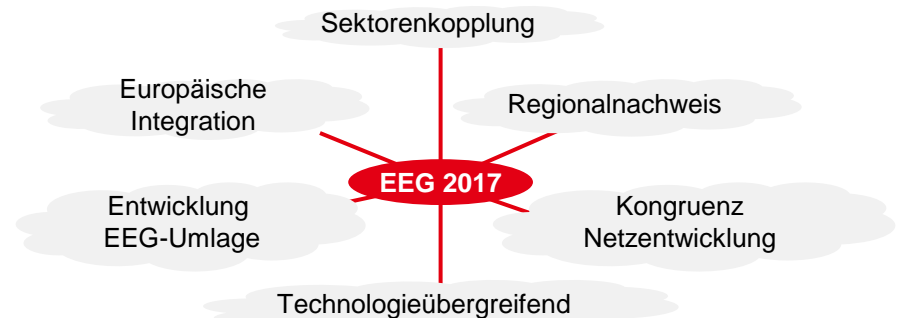 Sektorenkopplung
Europäische
Integration
Regionalnachweis
EEG 2017
Entwicklung
EEG-Umlage
Kongruenz
Netzentwicklung
Technologieübergreifend